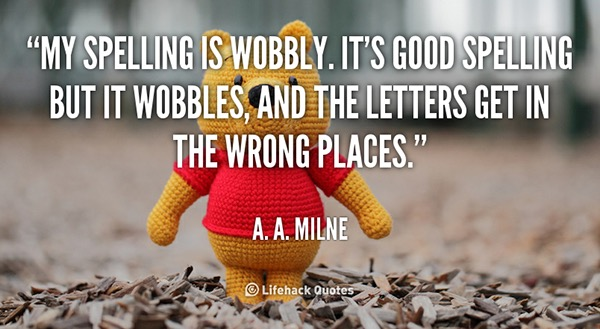 “MY SPELLING IS WOBBLY. IT’S GOOD SPELLING
BUT IT WOBBLES, AND THE LETTERS GET IN
THE WRONG PLACES.”
A. A. MILNE
© Lifehack Quotes